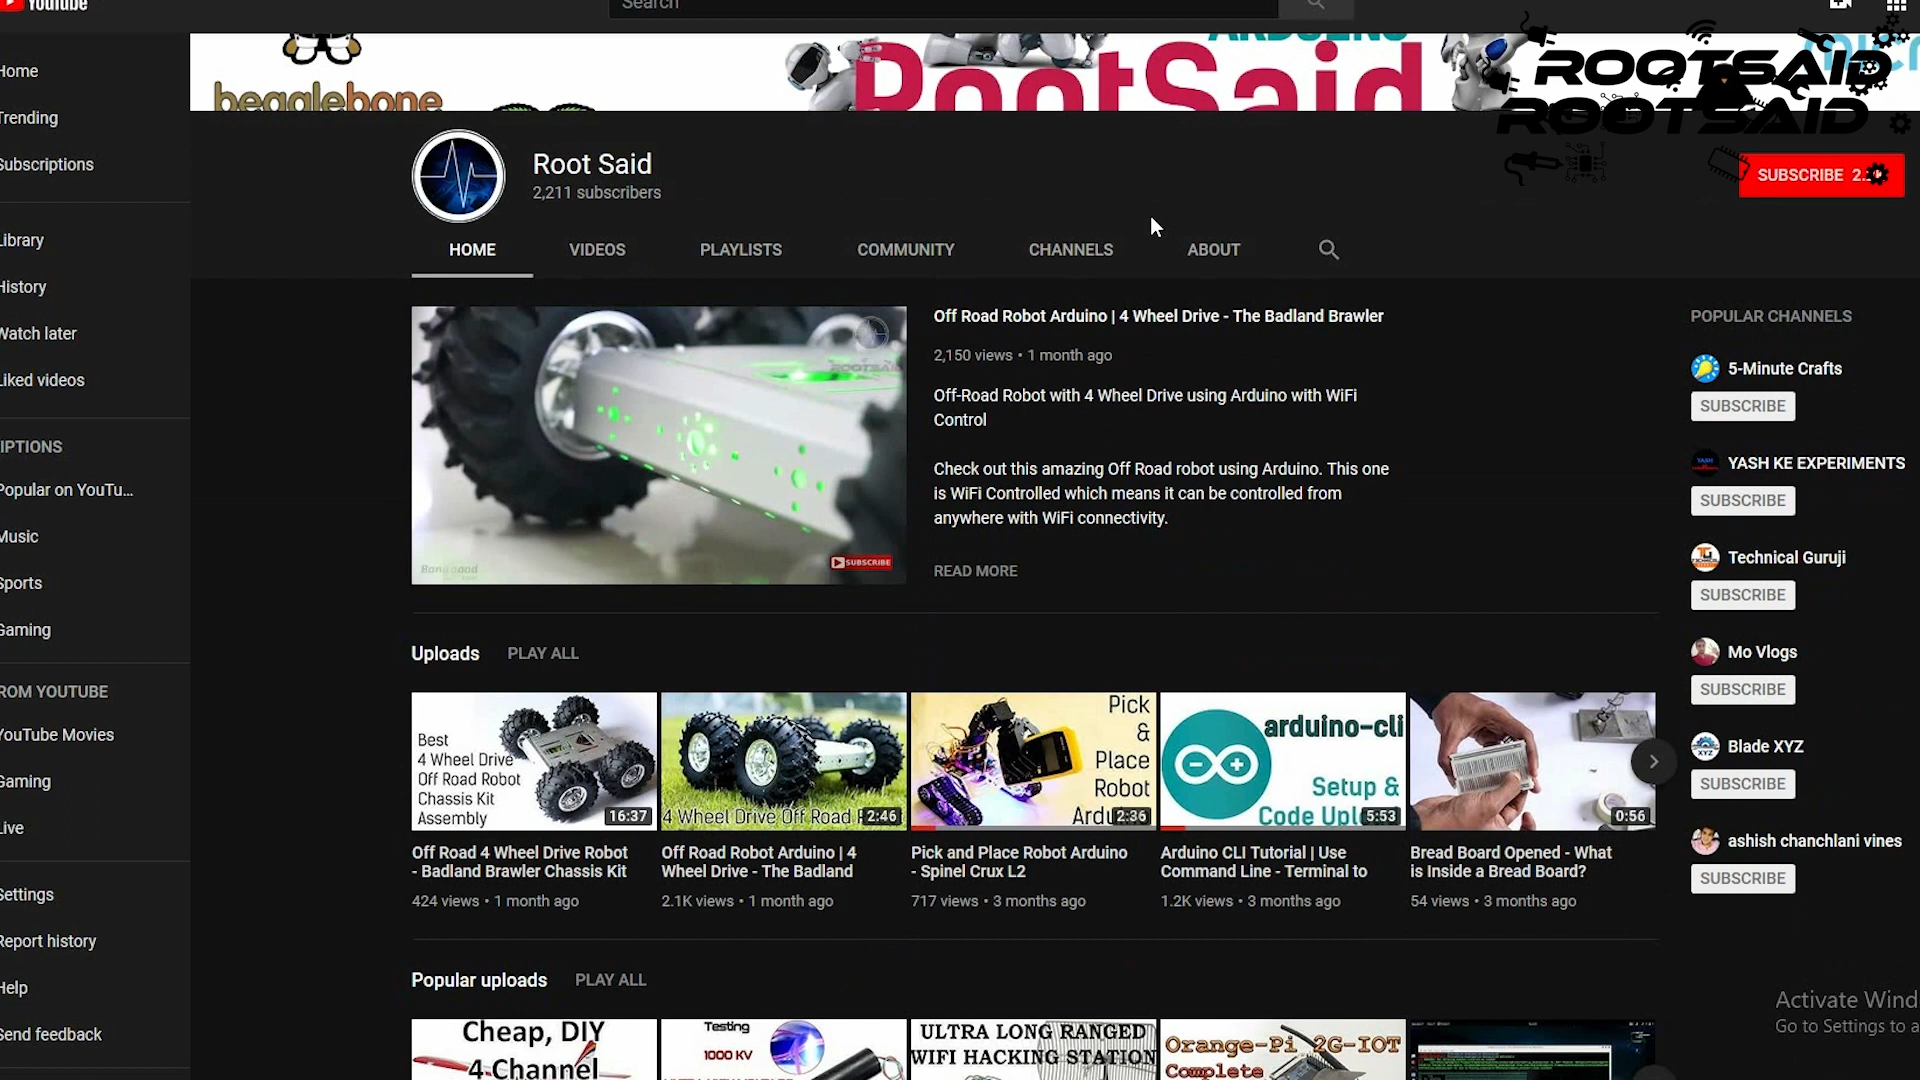 YouTube
Search
Home
Trending
Subscriptions
Library
History
Watch later
Liked videos
IPTIONS
Popular on YouTu...
Music
Sports
Gaming
ROM YOUTUBE
YouTube Movies
Gaming
Live
Settings
Report history
Help
Send feedback
beaglebone
ARDUINO
RootSaid
ROOTSAID
ROOTSAID
Root Said
2,211 subscribers
SUBSCRIBE 2.
HOME
VIDEOS
PLAYLISTS
COMMUNITY
CHANNELS
ABOUT
SUBSCRIBE
Off Road Robot Arduino | 4 Wheel Drive - The Badland Brawler
2,150 views • 1 month ago
Off-Road Robot with 4 Wheel Drive using Arduino with WiFi
Control
Check out this amazing Off Road robot using Arduino. This one
is WiFi Controlled which means it can be controlled from
anywhere with WiFi connectivity.
READ MORE
POPULAR CHANNELS
5-Minute Crafts
SUBSCRIBE
YASH KE EXPERIMENTS
SUBSCRIBE
Technical Guruji
SUBSCRIBE
Mo Vlogs
SUBSCRIBE
Blade XYZ
SUBSCRIBE
ashish chanchlani vines
SUBSCRIBE
Uploads
PLAY ALL
Best
4 Wheel Drive
Off Road Robot
Chassis Kit
Assembly
16:37
Off Road 4 Wheel Drive Robot
- Badland Brawler Chassis Kit
424 views • 1 month ago
4 Wheel Drive Off Road
2:46
Off Road Robot Arduino | 4
Wheel Drive - The Badland
2.1K views • 1 month ago
Pick
&
Place
Robot
Ardu
2:36
Pick and Place Robot Arduino
- Spinel Crux L2
717 views • 3 months ago
arduino-cli
Setup &
Code Uplo
5:53
Arduino CLI Tutorial | Use
Command Line - Terminal to
1.2K views • 3 months ago
0:56
Bread Board Opened - What
is Inside a Bread Board?
54 views • 3 months ago
Popular uploads
PLAY ALL
Cheap, DIY
4 Channel
Testing
1000 KV
ULTRA LONG RANGED
WIFI HACKING STATION
Orange-Pi 2G-IOT
Complete
Activate Wind
Go to Settings to a